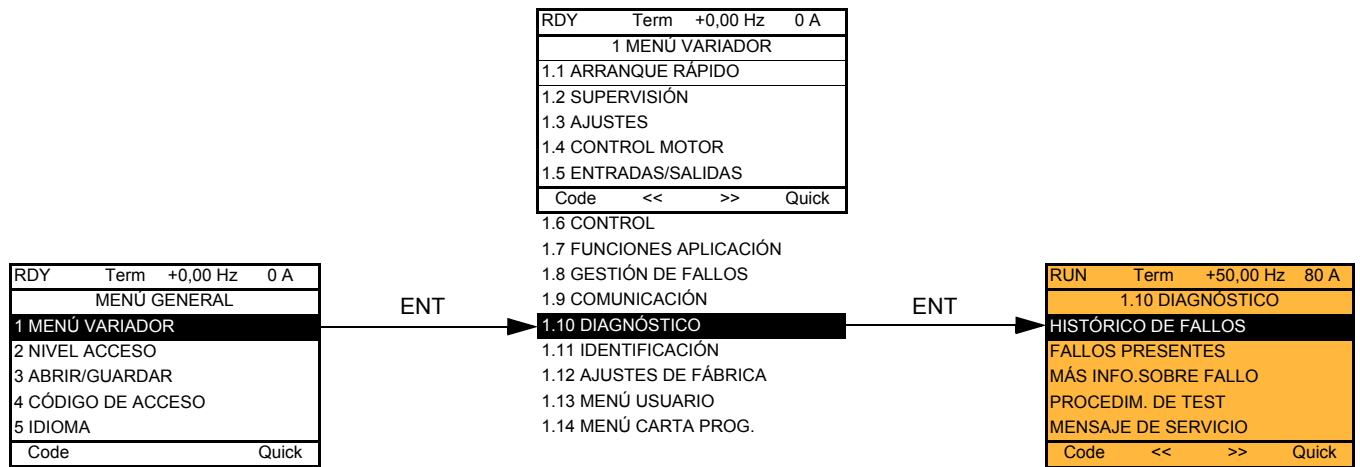 RDY Term +0,00 Hz 0 A
1 MENÚ VARIADOR
1.1 ARRANQUE RÁPIDO
1.2 SUPERVISIÓN
1.3 AJUSTES
1.4 CONTROL MOTOR
1.5 ENTRADAS/SALIDAS
Code << >> Quick
1.6 CONTROL
1.7 FUNCIONES APLICACIÓN
1.8 GESTIÓN DE FALLOS
1.9 COMUNICACIÓN
1.10 DIAGNÓSTICO
1.11 IDENTIFICACIÓN
1.12 AJUSTES DE FÁBRICA
1.13 MENÚ USUARIO
1.14 MENÚ CARTA PROG.
RDY Term +0,00 Hz 0 A
MENÚ GENERAL
1 MENÚ VARIADOR
2 NIVEL ACCESO
3 ABRIR/GUARDAR
4 CÓDIGO DE ACCESO
5 IDIOMA
Code Quick
ENT
ENT
RUN Term +50,00 Hz 80 A
1.10 DIAGNÓSTICO
HISTÓRICO DE FALLOS
FALLOS PRESENTES
MÁS INFO.SOBRE FALLO
PROCEDIM. DE TEST
MENSAJE DE SERVICIO
Code << >> Quick